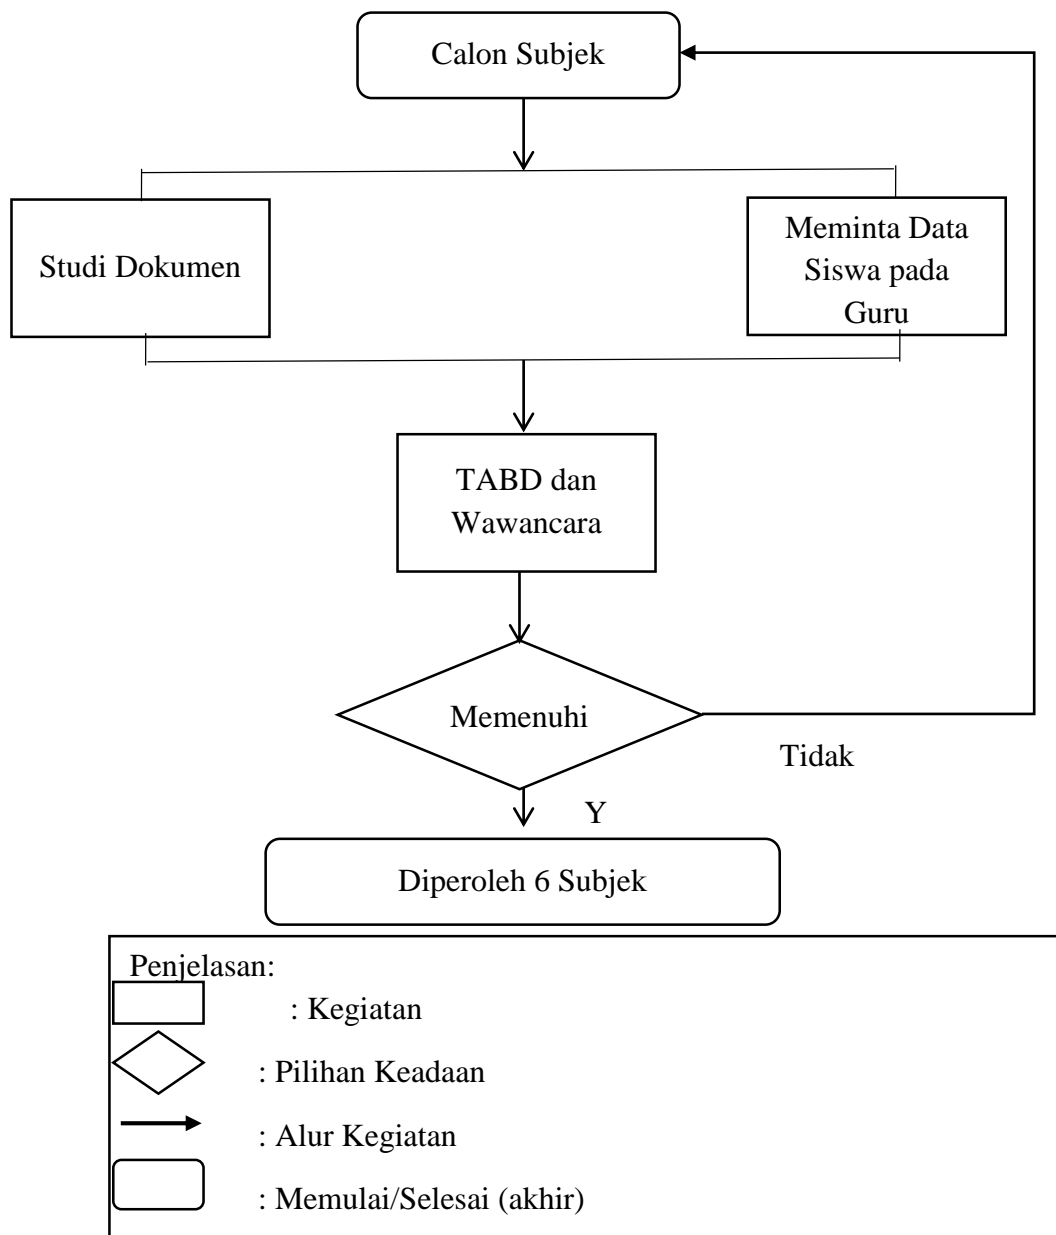 Calon Subjek
Studi Dokumen
Meminta Data
Siswa pada
Guru
TABD dan
Wawancara
Memenuhi
Tidak
Y
Diperoleh 6 Subjek
Penjelasan:
: Kegiatan
: Pilihan Keadaan
: Alur Kegiatan
: Memulai/Selesai (akhir)